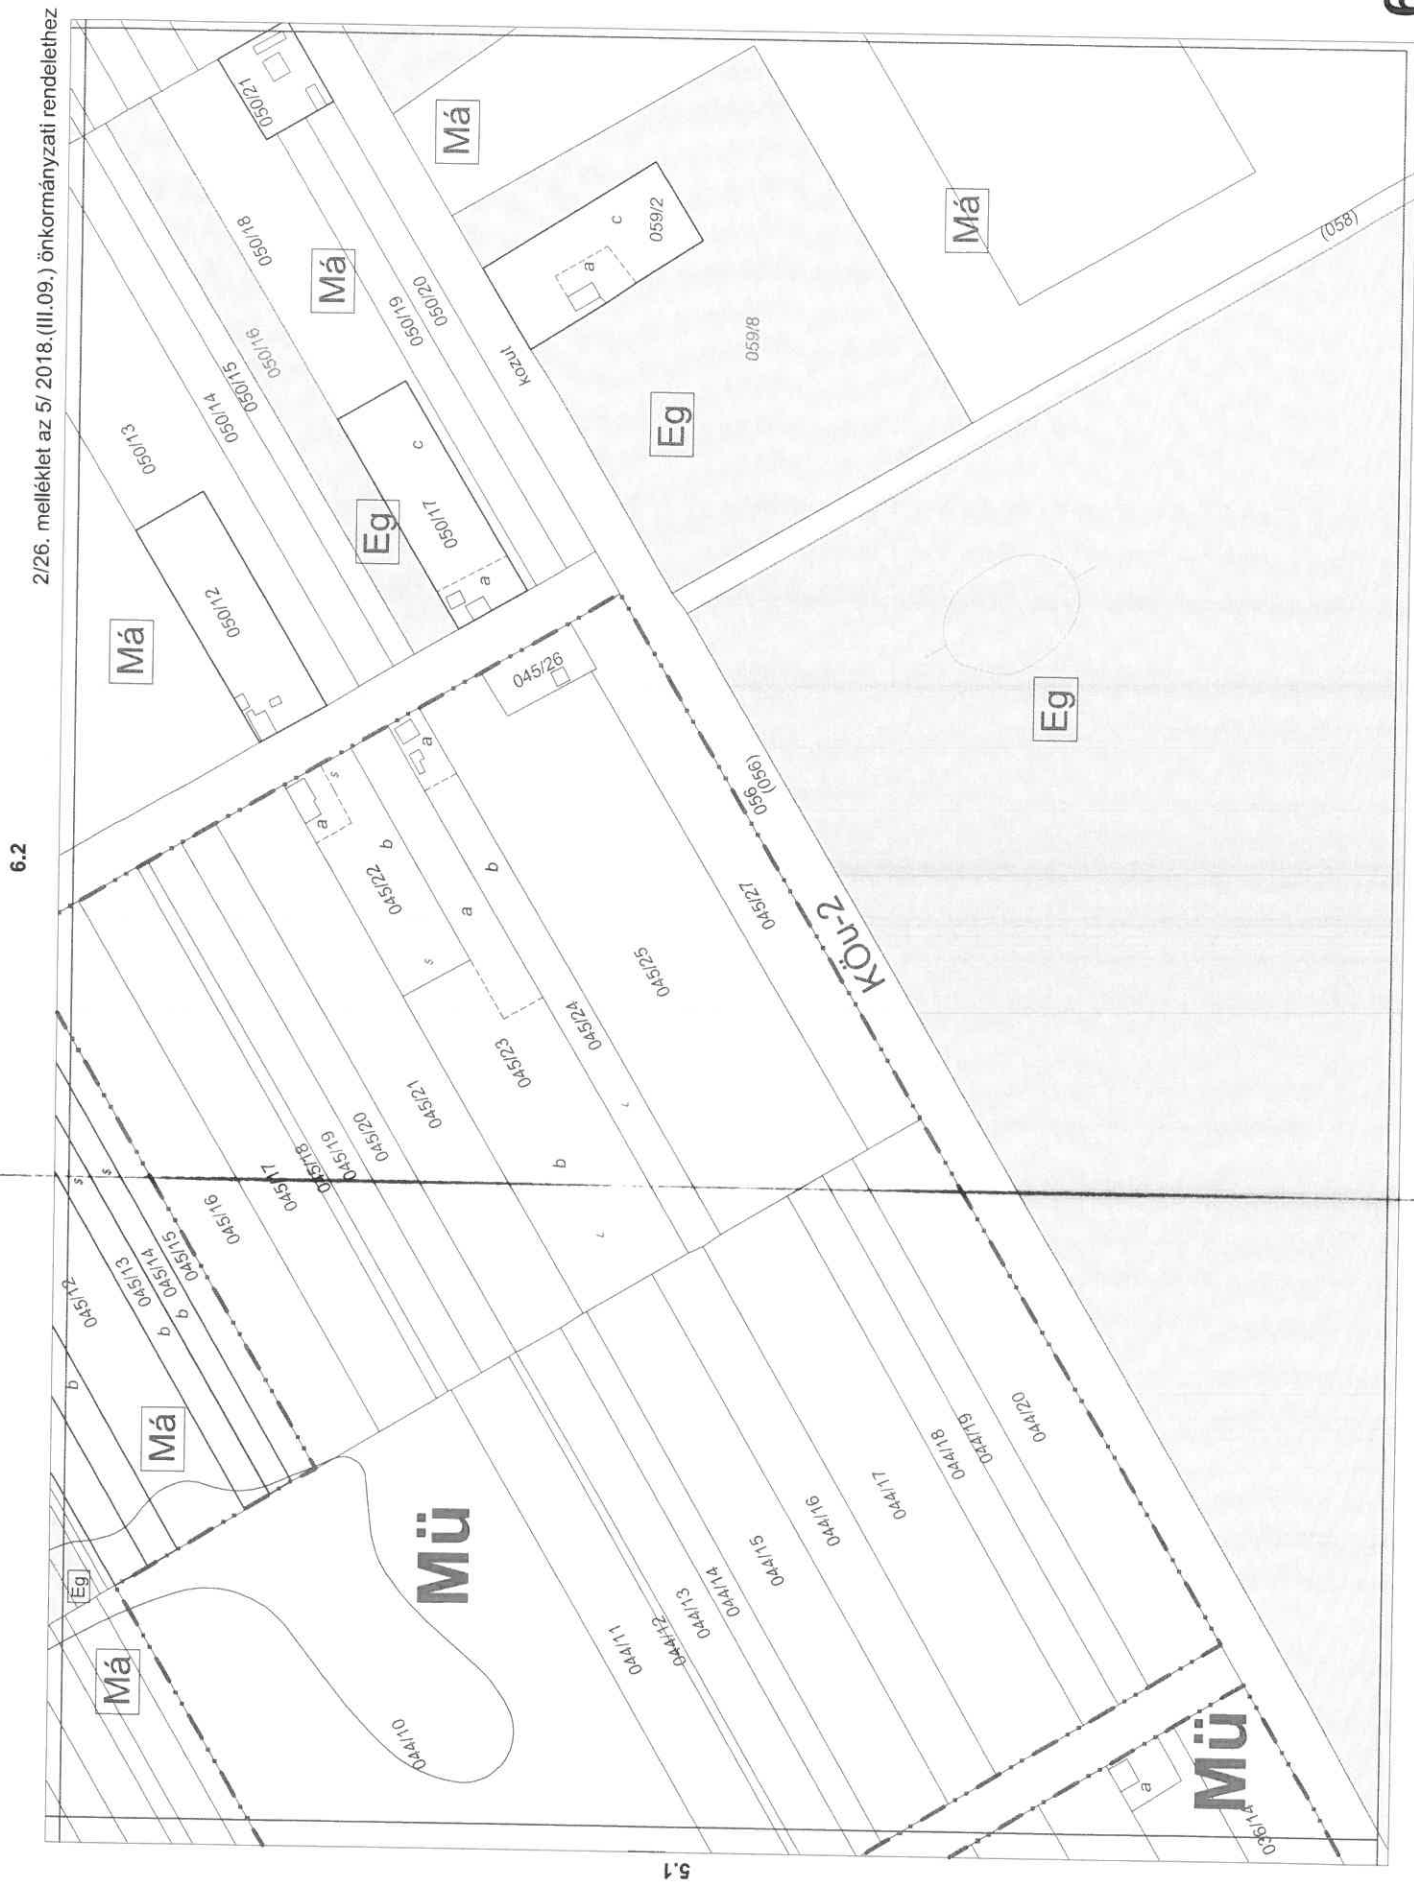 2/26. melléklet az 5/ 2018.(III.09.) önkormányzati rendelethez
6.2
5.1
050/21
Má
050/18
Má
050/16
050/15
050/14
050/13
050/19
050/20
közút
c
059/2
a
059/8
Má
(058)
Eg
Eg
050/17
c
a
050/12
Má
045/26
Eg
056 (056)
KÖu-2
a
s
045/22
b
a
a
b
s
045/27
045/25
045/24
045/23
045/21
045/20
045/19
045/18
045/17
045/16
b
s
s
045/15
045/14
045/13
045/12
b
b
b
Má
Eg
Má
Mü
044/10
044/11
044/12
044/13
044/14
044/15
044/16
044/17
044/18
044/19
044/20
Mü
a
036/14